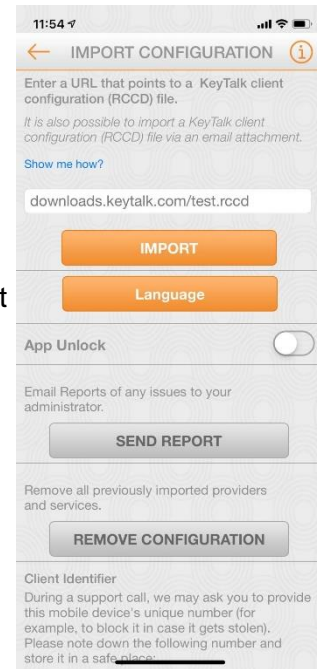 11:54
IMPORT CONFIGURATION
Enter a URL that points to a KeyTalk client
configuration (RCCD) file.
It is also possible to import a KeyTalk client
configuration (RCCD) file via an email attachment.
Show me how?
downloads.keytalk.com/test.rccd
IMPORT
t
Language
App Unlock
Email Reports of any issues to your
administrator.
SEND REPORT
Remove all previously imported providers
and services.
REMOVE CONFIGURATION
Client Identifier
During a support call, we may ask you to provide
this mobile device's unique number (for
example, to block it in case it gets stolen).
Please note down the following number and
store it in a safe place: